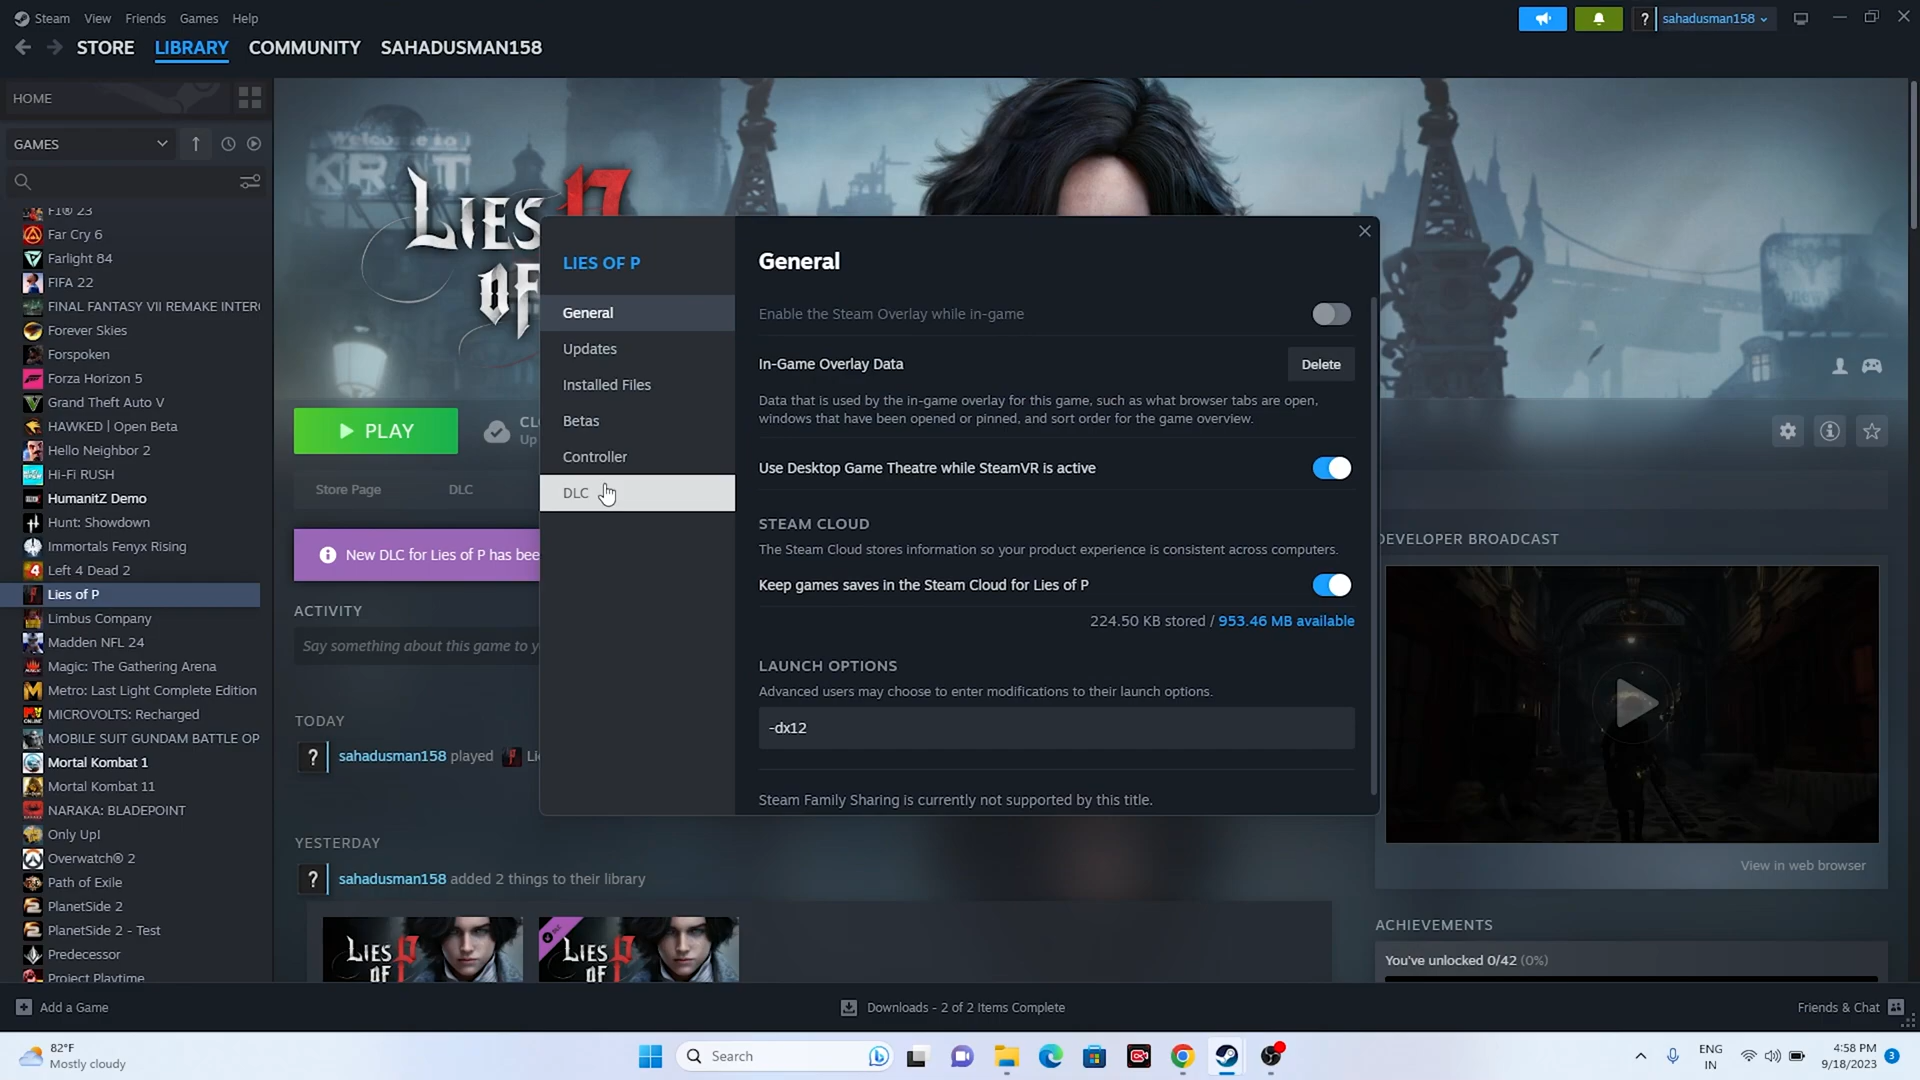 Steam View Friends Games Help
sahadusman158
STORE LIBRARY COMMUNITY SAHADUSMAN158
HOME
GAMES
F1® 23
Far Cry 6
Farlight 84
FIFA 22
FINAL FANTASY VII REMAKE INTERG
Forever Skies
Forspoken
Forza Horizon 5
Grand Theft Auto V
HAWKED | Open Beta
Hello Neighbor 2
Hi-Fi RUSH
HumanitZ Demo
Hunt: Showdown
Immortals Fenyx Rising
Left 4 Dead 2
Lies of P
Limbus Company
Madden NFL 24
Magic: The Gathering Arena
Metro: Last Light Complete Edition
MICROVOLTS: Recharged
MOBILE SUIT GUNDAM BATTLE OP
Mortal Kombat 1
Mortal Kombat 11
NARAKA: BLADEPOINT
Only Up!
Overwatch® 2
Path of Exile
PlanetSide 2
PlanetSide 2 - Test
Predecessor
Project Playtime
Add a Game
Welcome to
KRAT
LIES OF P
PLAY
CL
Up
Store Page DLC
New DLC for Lies of P has bee
ACTIVITY
Say something about this game to y
TODAY
sahadusman158 played Li
YESTERDAY
sahadusman158 added 2 things to their library
LIES OF P
LIES OF P
LIES OF P
General
Updates
Installed Files
Betas
Controller
DLC
General
Enable the Steam Overlay while in-game
In-Game Overlay Data
Delete
Data that is used by the in-game overlay for this game, such as what browser tabs are open,
windows that have been opened or pinned, and sort order for the game overview.
Use Desktop Game Theatre while SteamVR is active
STEAM CLOUD
The Steam Cloud stores information so your product experience is consistent across computers.
Keep games saves in the Steam Cloud for Lies of P
224.50 KB stored / 953.46 MB available
LAUNCH OPTIONS
Advanced users may choose to enter modifications to their launch options.
-dx12
Steam Family Sharing is currently not supported by this title.
DEVELOPER BROADCAST
View in web browser
ACHIEVEMENTS
You've unlocked 0/42 (0%)
Downloads - 2 of 2 Items Complete
Friends & Chat
82°F
Mostly cloudy
Search
ENG
IN
4:58 PM
9/18/2023
3